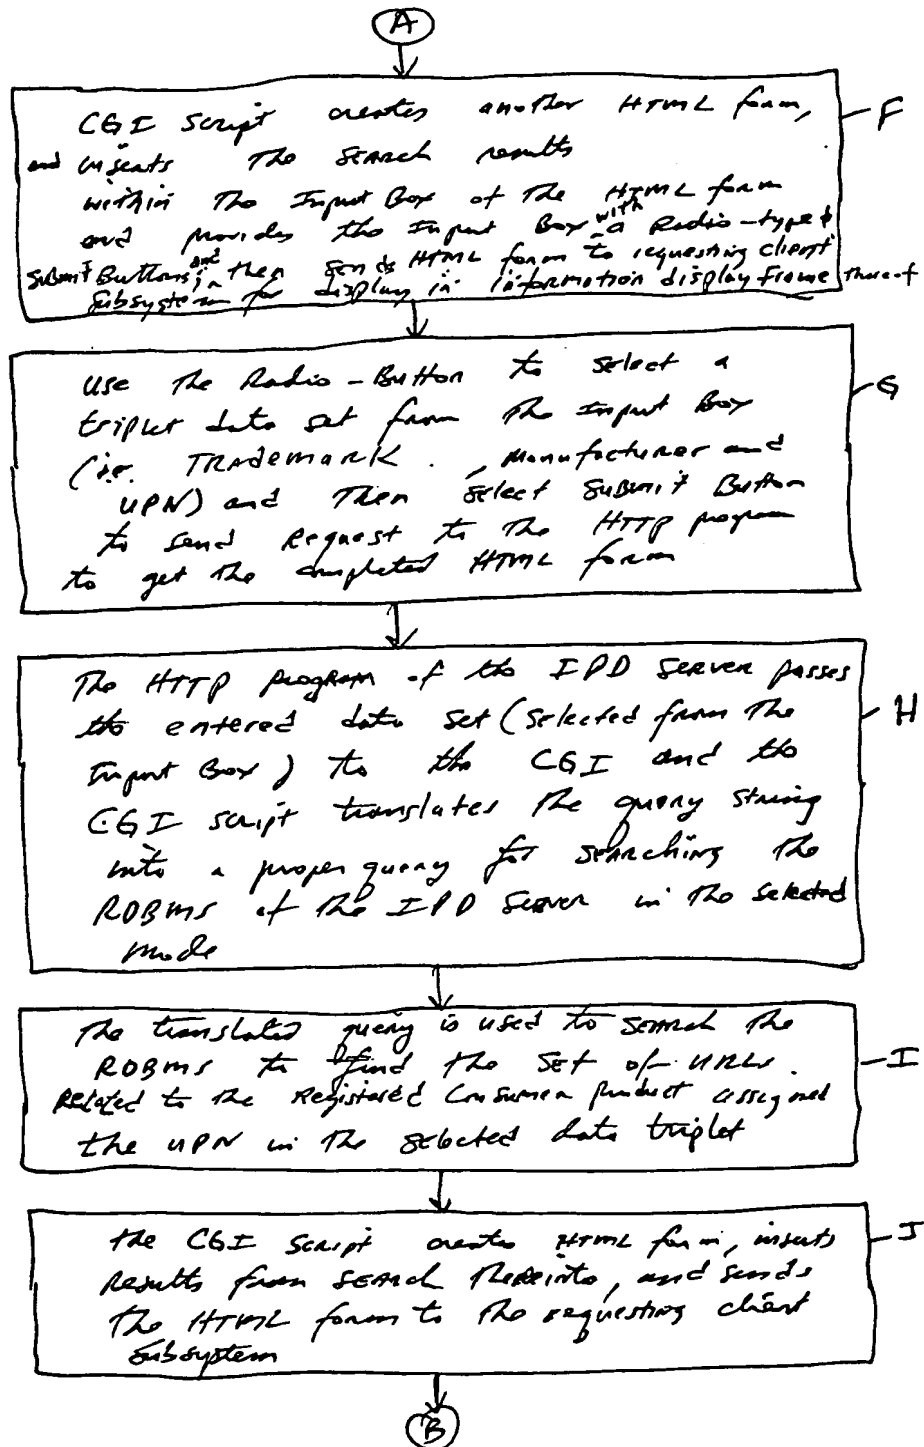 A
CGI Script creates another HTML form,
and inserts the search results
within the Input Box of the HTML form
and provides the Input Box with a Radio-type &
Submit Buttons; and then sends HTML form to requesting client
subsystem for display in information display frame thereof
F
use the Radio-Button to select a
triplet data set from the Input Box
(i.e. TRademark, Manufacturer and
UPN) and then select submit Button
to send Request to the HTTP program
to get the completed HTML form
G
The HTTP program of the IPD Server passes
the entered data set (selected from the
Input Box) to the CGI and the
CGI script translates the query string
into a proper query for searching the
RDBMS of the IPD Server in the selected
mode
H
The translated query is used to search the
RDBMS to find the set of URLs
Related to the Registered Consumer product assigned
the UPN in the selected data triplet
I
the CGI Script creates HTML form, inserts
Results from Search thereinto, and sends
the HTML form to the requesting client
subsystem
J
B